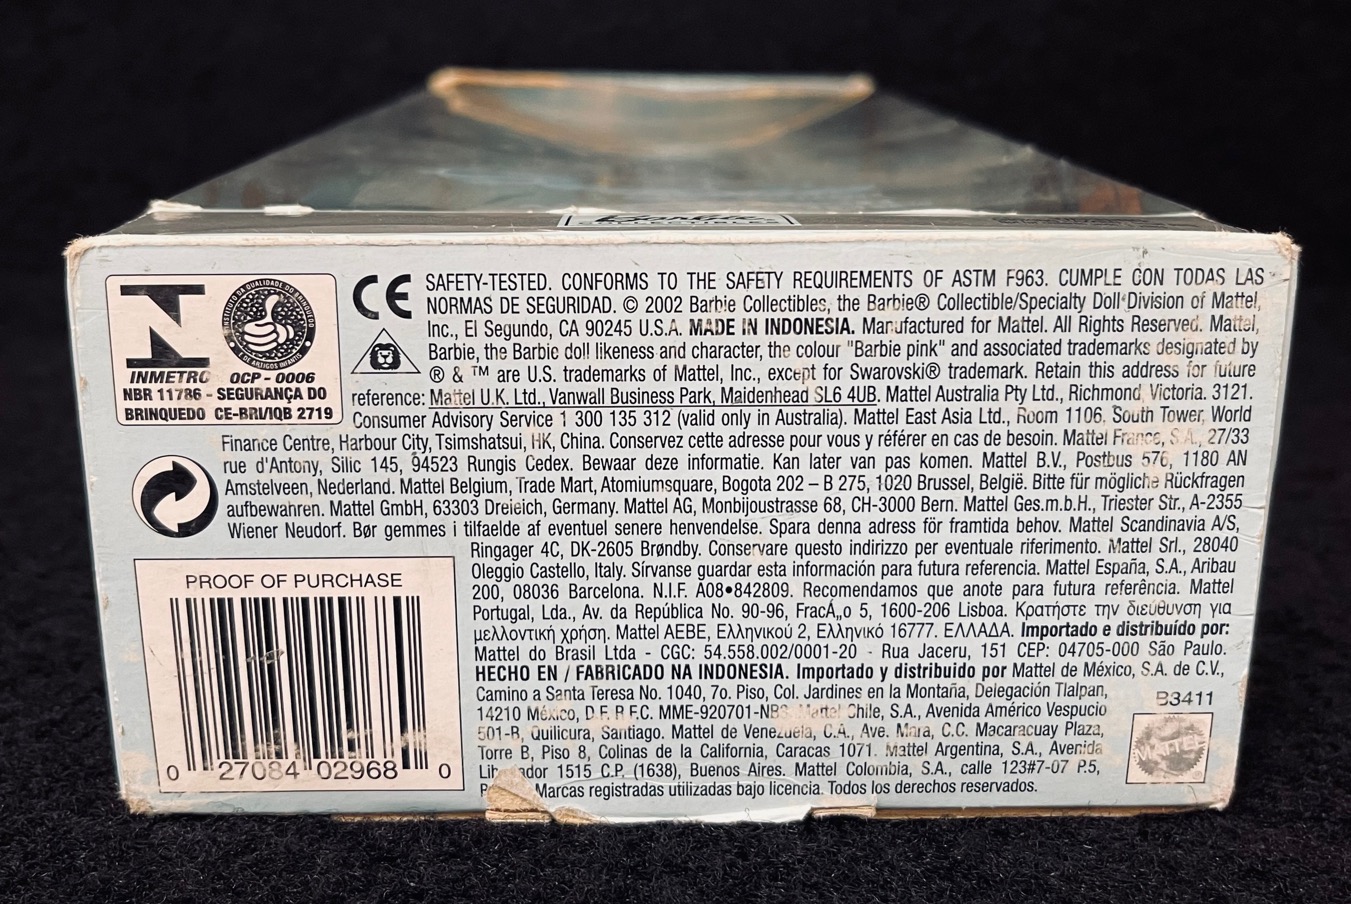 Barbie
COLLECTIBLES
INSTITUTO DA QUALIDADE DO BRINQUEDO
E DE ARTIGOS INFANTIS
INMETRO OCP - 0006
NBR 11786 - SEGURANÇA DO
BRINQUEDO CE-BRI/IQB 2719
CE SAFETY-TESTED. CONFORMS TO THE SAFETY REQUIREMENTS OF ASTM F963. CUMPLE CON TODAS LAS
NORMAS DE SEGURIDAD. © 2002 Barbie Collectibles, the Barbie® Collectible/Specialty Doll Division of Mattel,
Inc., El Segundo, CA 90245 U.S.A. MADE IN INDONESIA. Manufactured for Mattel. All Rights Reserved. Mattel,
Barbie, the Barbie doll likeness and character, the colour "Barbie pink" and associated trademarks designated by
® & ™ are U.S. trademarks of Mattel, Inc., except for Swarovski® trademark. Retain this address for future
reference: Mattel U.K. Ltd., Vanwall Business Park, Maidenhead SL6 4UB. Mattel Australia Pty Ltd., Richmond, Victoria. 3121.
Consumer Advisory Service 1 300 135 312 (valid only in Australia). Mattel East Asia Ltd., Room 1106, South Tower, World
Finance Centre, Harbour City, Tsimshatsui, HK, China. Conservez cette adresse pour vous y référer en cas de besoin. Mattel France, S.A., 27/33
rue d'Antony, Silic 145, 94523 Rungis Cedex. Bewaar deze informatie. Kan later van pas komen. Mattel B.V., Postbus 576, 1180 AN
Amstelveen, Nederland. Mattel Belgium, Trade Mart, Atomiumsquare, Bogota 202 – B 275, 1020 Brussel, België. Bitte für mögliche Rückfragen
aufbewahren. Mattel GmbH, 63303 Dreieich, Germany. Mattel AG, Monbijoustrasse 68, CH-3000 Bern. Mattel Ges.m.b.H., Triester Str., A-2355
Wiener Neudorf. Bør gemmes i tilfaelde af eventuel senere henvendelse. Spara denna adress för framtida behov. Mattel Scandinavia A/S,
Ringager 4C, DK-2605 Brøndby. Conservare questo indirizzo per eventuale riferimento. Mattel Srl., 28040
Oleggio Castello, Italy. Sírvanse guardar esta información para futura referencia. Mattel España, S.A., Aribau
200, 08036 Barcelona. N.I.F. A08•842809. Recomendamos que anote para futura referência. Mattel
Portugal, Lda., Av. da República No. 90-96, FracÁ„o 5, 1600-206 Lisboa. Κρατήστε την διεύθυνση για
μελλοντική χρήση. Mattel AEBE, Ελληνικού 2, Ελληνικό 16777. ΕΛΛΑΔΑ. Importado e distribuído por:
Mattel do Brasil Ltda - CGC: 54.558.002/0001-20 - Rua Jaceru, 151 CEP: 04705-000 São Paulo.
HECHO EN / FABRICADO NA INDONESIA. Importado y distribuido por Mattel de México, S.A. de C.V.,
Camino a Santa Teresa No. 1040, 7o. Piso, Col. Jardines en la Montaña, Delegación Tlalpan,
14210 México, D.F. R.F.C. MME-920701-NB3. Mattel Chile, S.A., Avenida Américo Vespucio
501-B, Quilicura, Santiago. Mattel de Venezuela, C.A., Ave. Mara, C.C. Macaracuay Plaza,
Torre B, Piso 8, Colinas de la California, Caracas 1071. Mattel Argentina, S.A., Avenida
1515 C.P. (1638), Buenos Aires. Mattel Colombia, S.A., calle 123#7-07 P.5,
Marcas registradas utilizadas bajo licencia. Todos los derechos reservados.
PROOF OF PURCHASE
0 27084 02968 0
B3411
MATTEL